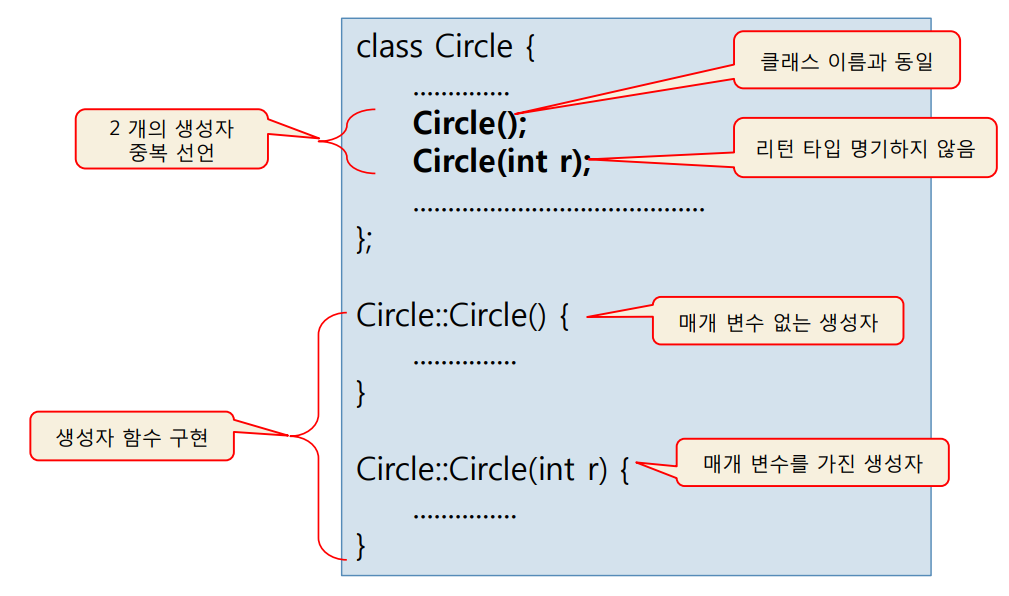 class Circle {
클래스 이름과 동일
..............
2 개의 생성자
중복 선언
Circle();
Circle(int r);
리턴 타입 명기하지 않음
..........................................
};
Circle::Circle() {
매개 변수 없는 생성자
...............
}
생성자 함수 구현
Circle::Circle(int r) {
매개 변수를 가진 생성자
...............
}